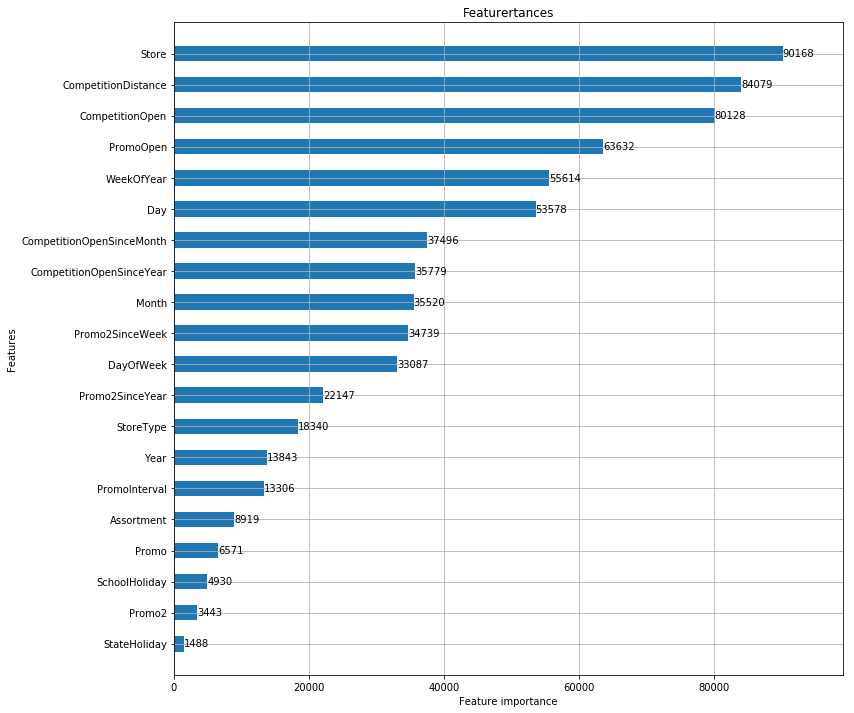 Featurertances
Store 90168
CompetitionDistance 84079
CompetitionOpen 80128
PromoOpen 63632
WeekOfYear 55614
Day 53578
CompetitionOpenSinceMonth 37496
CompetitionOpenSinceYear 35779
Month 35520
Promo2SinceWeek 34739
DayOfWeek 33087
Promo2SinceYear 22147
StoreType 18340
Year 13843
PromoInterval 13306
Assortment 8919
Promo 6571
SchoolHoliday 4930
Promo2 3443
StateHoliday 1488
Features
0 20000 40000 60000 80000
Feature importance